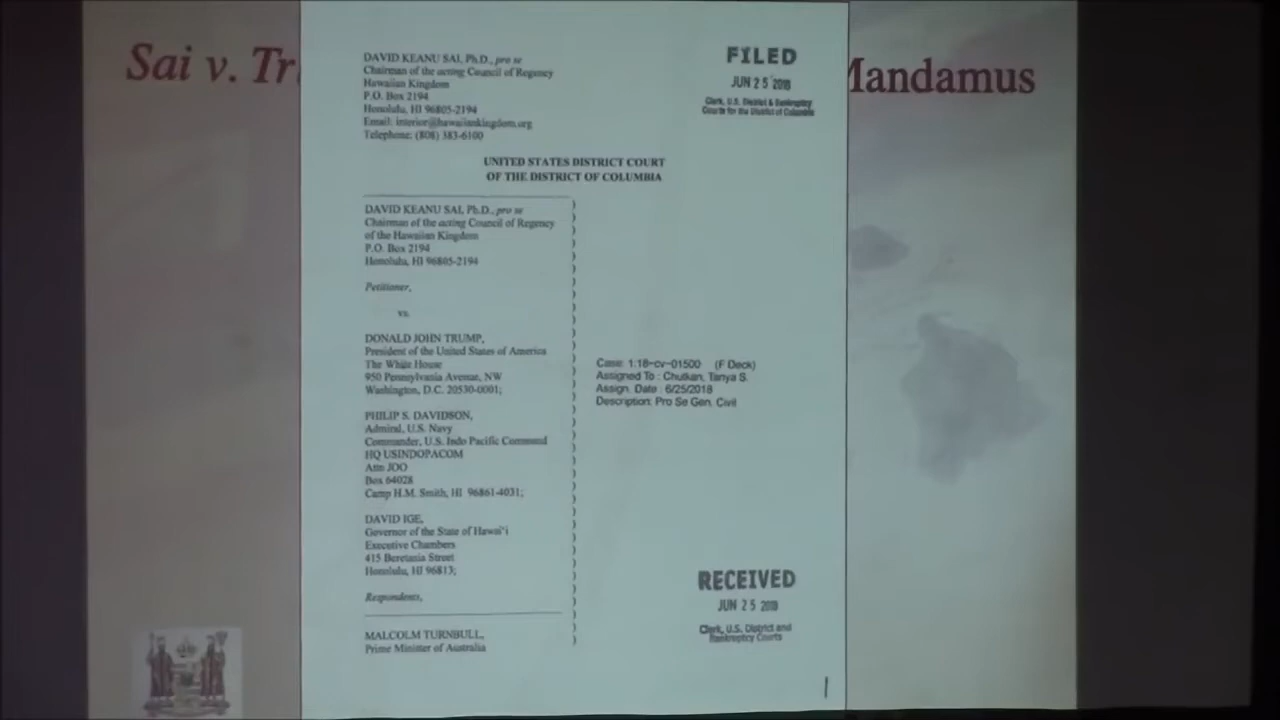 Sai v. Tr
Mandamus
DAVID KEANU SAI, Ph.D., pro se
Chairman of the acting Council of Regency
Hawaiian Kingdom
P.O. Box 2194
Honolulu, HI 96805-2194
Email: interior@hawaiiankingdom.org
Telephone: (808) 383-6100
FILED
JUN 25 2018
Clerk, U.S. District & Bankruptcy
Courts for the District of Columbia
UNITED STATES DISTRICT COURT
OF THE DISTRICT OF COLUMBIA
DAVID KEANU SAI, Ph.D., pro se
Chairman of the acting Council of Regency
of the Hawaiian Kingdom
P.O. Box 2194
Honolulu, HI 96805-2194
Petitioner,
vs.
DONALD JOHN TRUMP,
President of the United States of America
The White House
950 Pennsylvania Avenue, NW
Washington, D.C. 20530-0001;
PHILIP S. DAVIDSON,
Admiral, U.S. Navy
Commander, U.S. Indo Pacific Command
HQ USINDOPACOM
Attn JOO
Box 64028
Camp H.M. Smith, HI 96861-4031;
DAVID IGE,
Governor of the State of Hawai‘i
Executive Chambers
415 Beretania Street
Honolulu, HI 96813;
Respondents,
MALCOLM TURNBULL,
Prime Minister of Australia
Case: 1:18-cv-01500 (F Deck)
Assigned To : Chutkan, Tanya S.
Assign. Date : 6/25/2018
Description: Pro Se Gen. Civil
RECEIVED
JUN 25 2018
Clerk, U.S. District and
Bankruptcy Courts